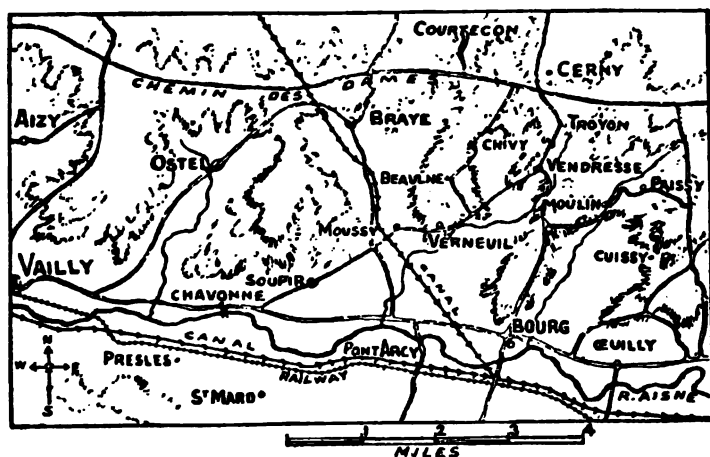 COURTECON
CERNY
CHEMIN DES DAMES
AIZY
BRAYE
TROYON
CHIVY
OSTEL
VENDRESSE
BEAULNE
PAISSY
MOULINS
MOUSSY
VERNEUIL
VAILLY
SOUPIR
CUISSY
CANAL
CHAVONNE
BOURG
ŒUILLY
CANAL
PONT ARCY
N
W E
S
PRESLES
RAILWAY
ST MARD
R. AISNE
1 2 3 4
MILES